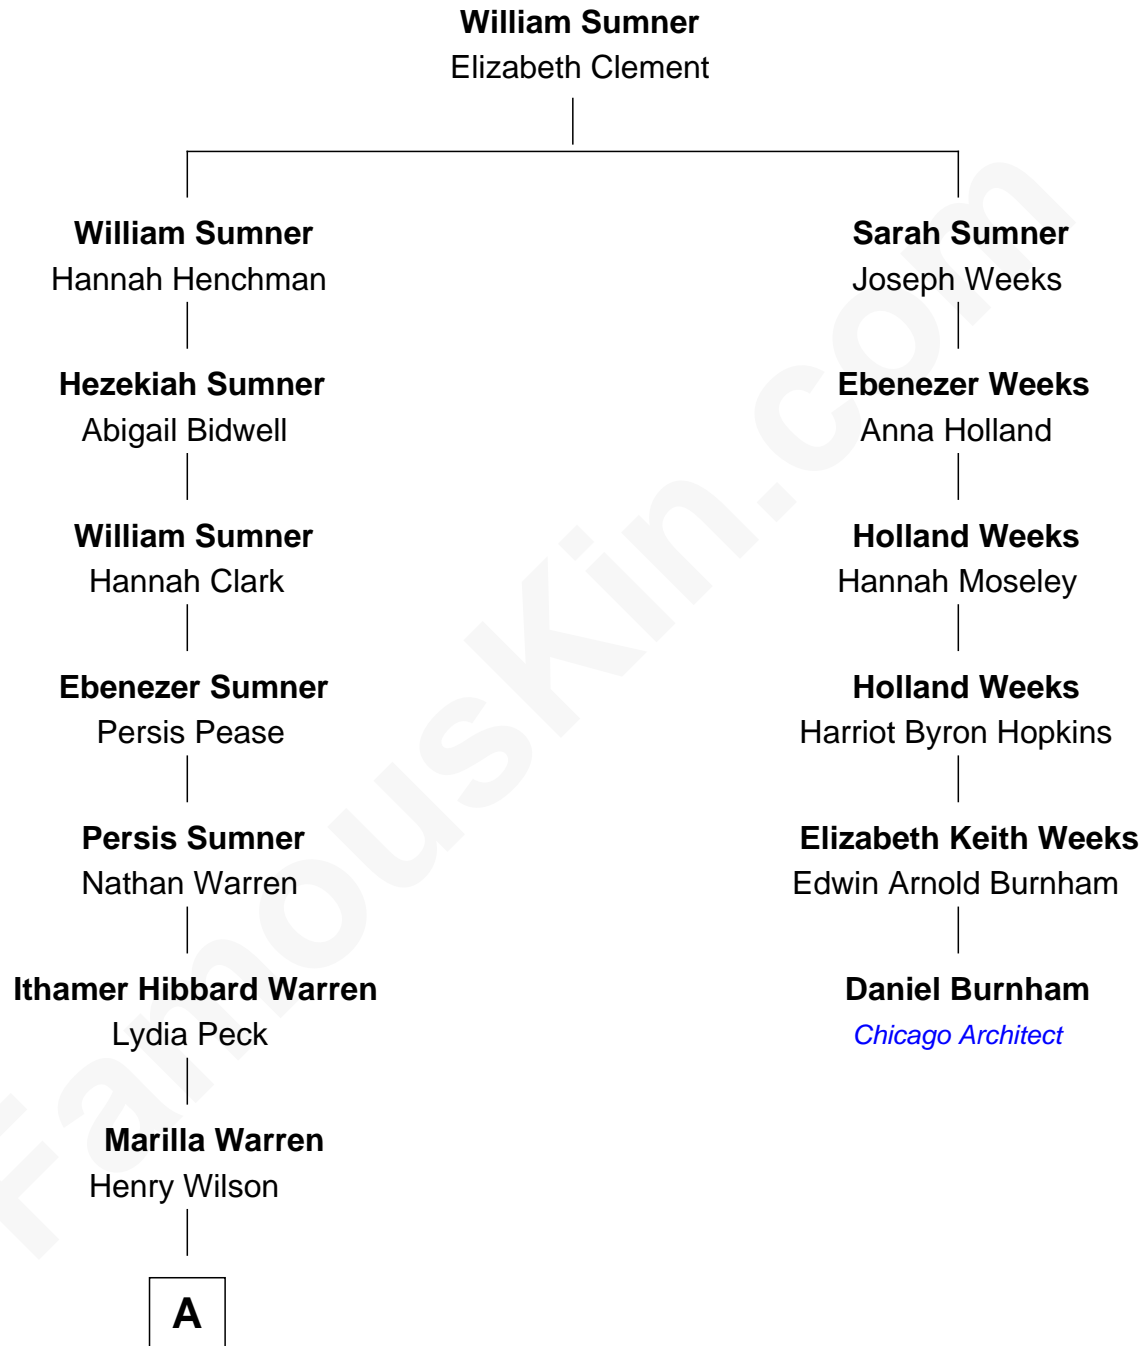 William Sumner
Elizabeth Clement
William Sumner
Hannah Henchman
Hezekiah Sumner
Abigail Bidwell
William Sumner
Hannah Clark
Ebenezer Sumner
Persis Pease
Persis Sumner
Nathan Warren
Ithamer Hibbard Warren
Lydia Peck
Marilla Warren
Henry Wilson
A
Sarah Sumner
Joseph Weeks
Ebenezer Weeks
Anna Holland
Holland Weeks
Hannah Moseley
Holland Weeks
Harriot Byron Hopkins
Elizabeth Keith Weeks
Edwin Arnold Burnham
Daniel Burnham
Chicago Architect
FamousKin.com